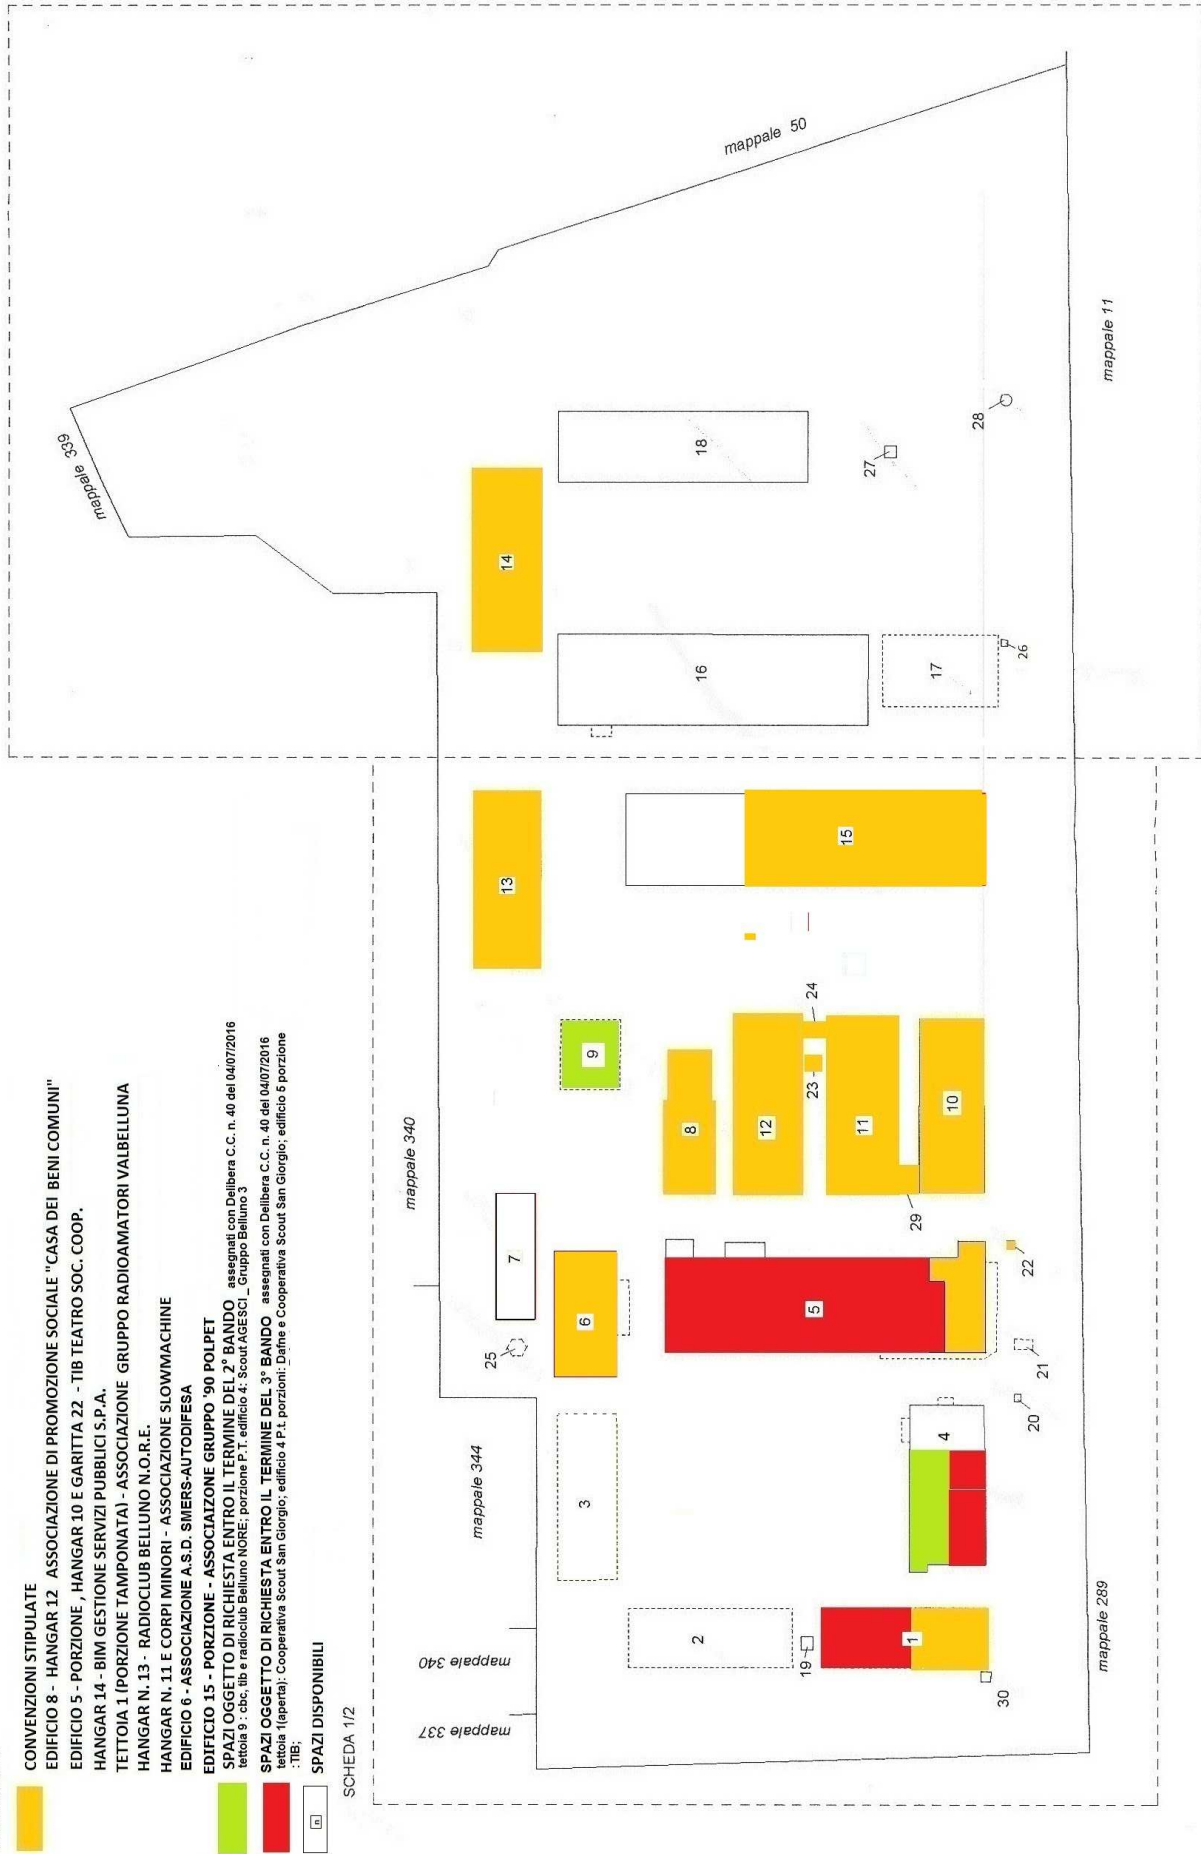 CONVENZIONI STIPULATE
EDIFICIO 8 - HANGAR 12 ASSOCIAZIONE DI PROMOZIONE SOCIALE "CASA DEI BENI COMUNI"
EDIFICIO 5 - PORZIONE , HANGAR 10 E GARITTA 22 - TIB TEATRO SOC. COOP.
HANGAR 14 - BIM GESTIONE SERVIZI PUBBLICI S.P.A.
TETTOIA 1 (PORZIONE TAMPONATA) - ASSOCIAZIONE GRUPPO RADIOAMATORI VALBELLUNA
HANGAR N. 13 - RADIOCLUB BELLUNO N.O.R.E.
HANGAR N. 11 E CORPI MINORI - ASSOCIAZIONE SLOWMACHINE
EDIFICIO 6 - ASSOCIAZIONE A.S.D. SMERS-AUTODIFESA
EDIFICIO 15 - PORZIONE - ASSOCIAIZONE GRUPPO '90 POLPET
SPAZI OGGETTO DI RICHIESTA ENTRO IL TERMINE DEL 2° BANDO assegnati con Delibera C.C. n. 40 del 04/07/2016
tettoia 9 : cbc, tib e radioclub Belluno NORE; porzione P.T. edificio 4: Scout AGESCI_ Gruppo Belluno 3
SPAZI OGGETTO DI RICHIESTA ENTRO IL TERMINE DEL 3° BANDO assegnati con Delibera C.C. n. 40 del 04/07/2016
tettoia 1(aperta): Cooperativa Scout San Giorgio; edificio 4 P.t. porzioni: Dafne e Cooperativa Scout San Giorgio; edificio 5 porzione
: TIB;
n
SPAZI DISPONIBILI
SCHEDA 1/2
mappale 337
mappale 340
mappale 344
mappale 340
mappale 339
mappale 50
mappale 11
mappale 289
1
2
3
4
5
6
7
8
9
10
11
12
13
14
15
16
17
18
19
20
21
22
23
24
25
26
27
28
29
30